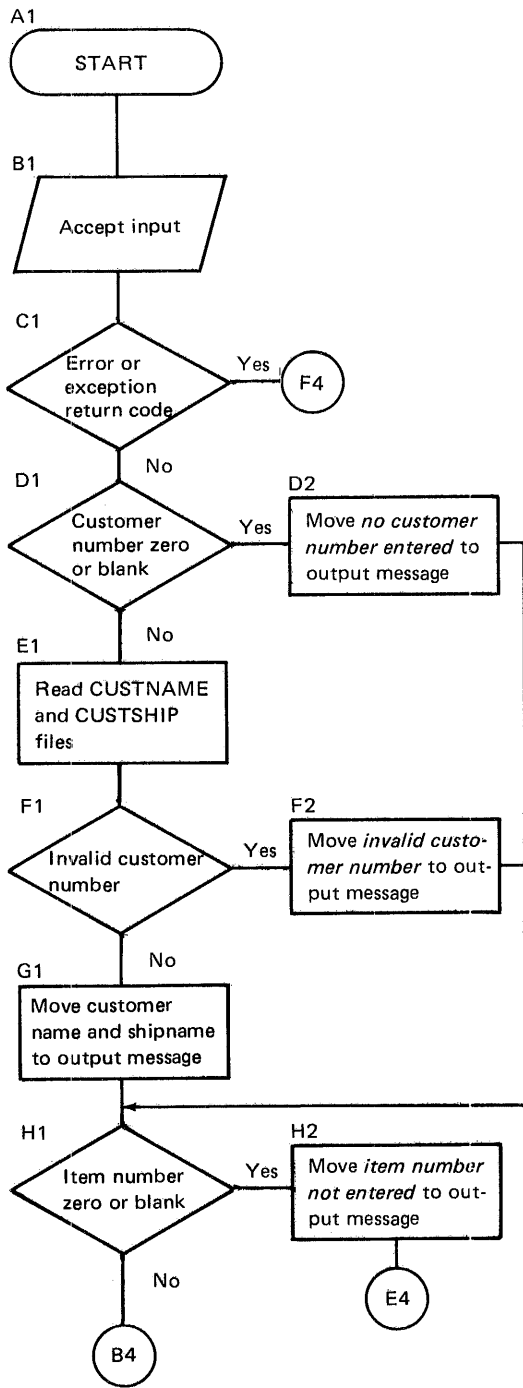 A1
START
B1
Accept input
C1
Error or
exception
return code
Yes
F4
No
D1
Customer
number zero
or blank
Yes
D2
Move no customer
number entered to
output message
No
E1
Read CUSTNAME
and CUSTSHIP
files
F1
Invalid customer
number
Yes
F2
Move invalid custo-
mer number to out-
put message
No
G1
Move customer
name and shipname
to output message
H1
Item number
zero or blank
Yes
H2
Move item number
not entered to out-
put message
No
E4
B4